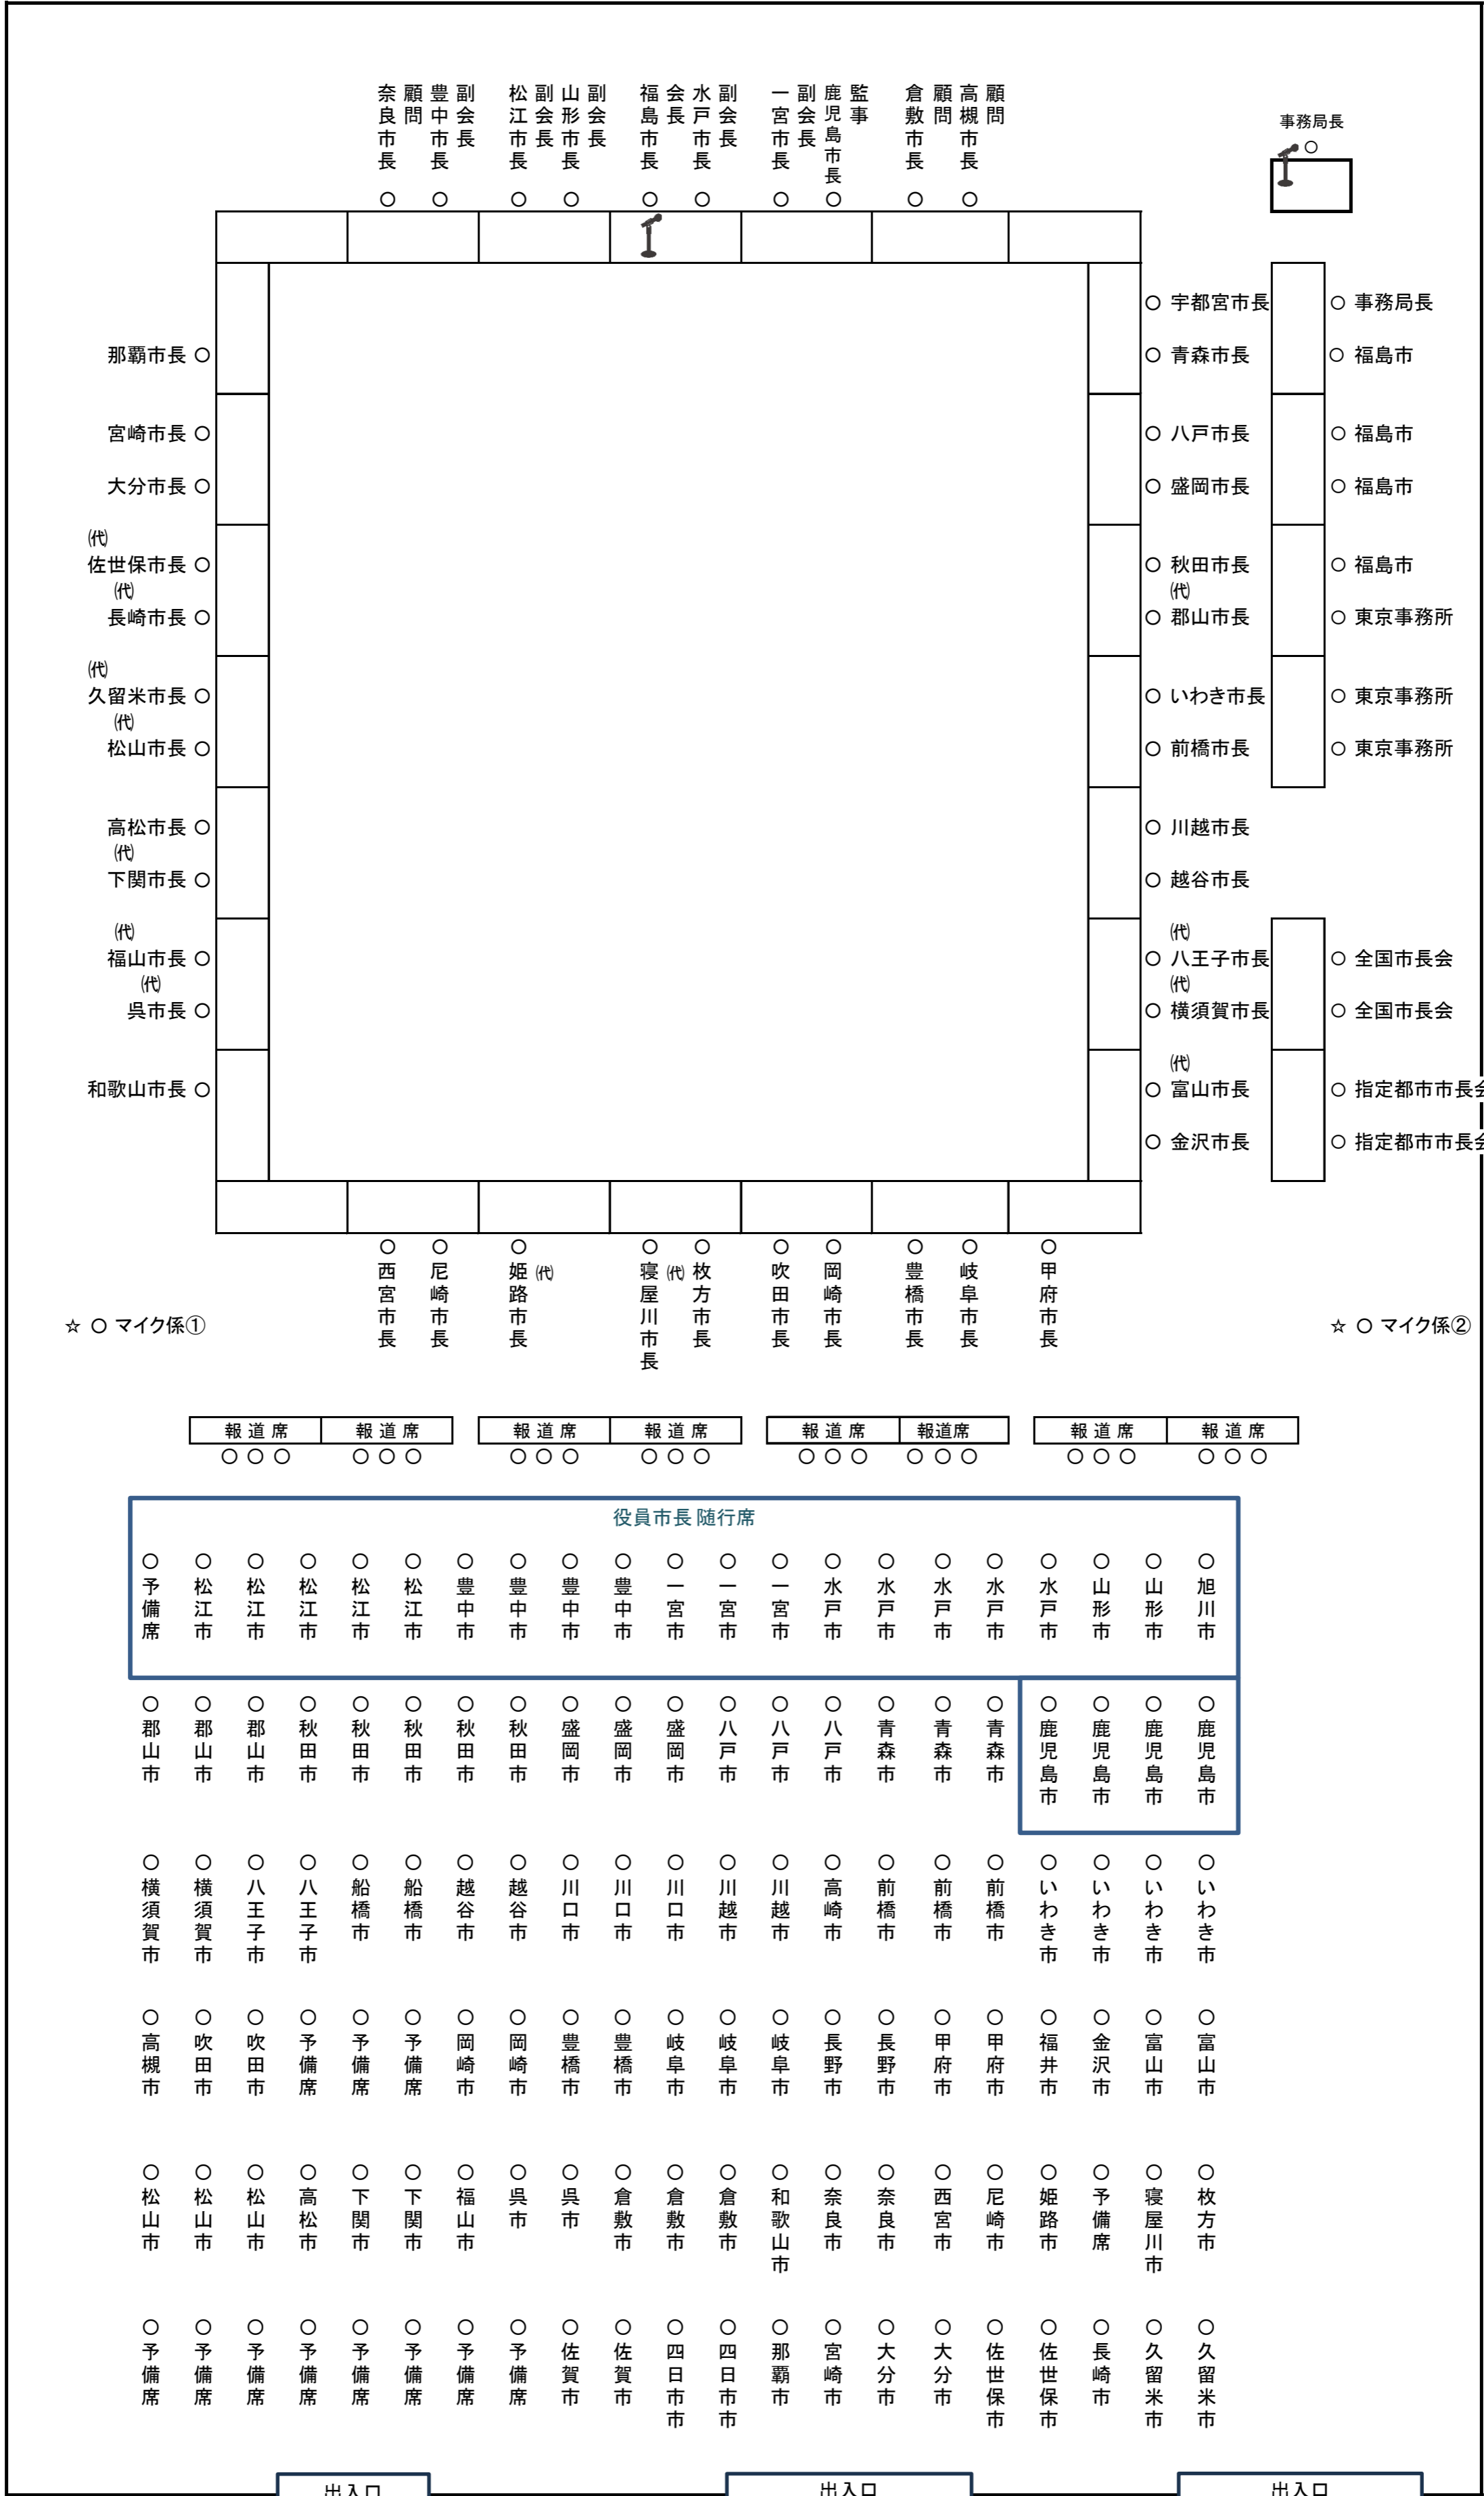 奈良市長
顧問
豊中市長
副会長
松江市長
副会長
山形市長
副会長
福島市長
会長
水戸市長
副会長
一宮市長
副会長
鹿児島市長
監事
倉敷市長
顧問
高槻市長
顧問
事務局長
那覇市長
宮崎市長
大分市長
㈹
佐世保市長
㈹
長崎市長
㈹
久留米市長
㈹
松山市長
高松市長
㈹
下関市長
㈹
福山市長
㈹
呉市長
和歌山市長
宇都宮市長
青森市長
八戸市長
盛岡市長
秋田市長
㈹
郡山市長
いわき市長
前橋市長
川越市長
越谷市長
㈹
八王子市長
㈹
横須賀市長
㈹
富山市長
金沢市長
事務局長
福島市
福島市
福島市
福島市
東京事務所
東京事務所
東京事務所
全国市長会
全国市長会
指定都市市長会
指定都市市長会
西宮市長
尼崎市長
姫路市長
㈹
寝屋川市長
㈹
枚方市長
吹田市長
岡崎市長
豊橋市長
岐阜市長
甲府市長
☆ ○ マイク係①
☆ ○ マイク係②
報道席 報道席 報道席 報道席 報道席 報道席 報道席 報道席
役員市長 随行席
予備席 松江市 松江市 松江市 松江市 松江市 豊中市 豊中市 豊中市 豊中市 一宮市 一宮市 一宮市 水戸市 水戸市 水戸市 水戸市 水戸市 山形市 山形市 旭川市
郡山市 郡山市 郡山市 秋田市 秋田市 秋田市 秋田市 秋田市 盛岡市 盛岡市 盛岡市 八戸市 八戸市 八戸市 青森市 青森市 青森市 鹿児島市 鹿児島市 鹿児島市 鹿児島市
横須賀市 横須賀市 八王子市 八王子市 船橋市 船橋市 越谷市 越谷市 川口市 川口市 川口市 川越市 川越市 高崎市 前橋市 前橋市 前橋市 いわき市 いわき市 いわき市 いわき市
高槻市 吹田市 吹田市 予備席 予備席 予備席 岡崎市 岡崎市 豊橋市 豊橋市 岐阜市 岐阜市 岐阜市 長野市 長野市 甲府市 甲府市 福井市 金沢市 富山市 富山市
松山市 松山市 松山市 高松市 下関市 下関市 福山市 呉市 呉市 倉敷市 倉敷市 倉敷市 和歌山市 奈良市 奈良市 西宮市 尼崎市 姫路市 予備席 寝屋川市 枚方市
予備席 予備席 予備席 予備席 予備席 予備席 予備席 予備席 佐賀市 佐賀市 四日市市 四日市市 那覇市 宮崎市 大分市 大分市 佐世保市 佐世保市 長崎市 久留米市 久留米市
出入口 出入口 出入口